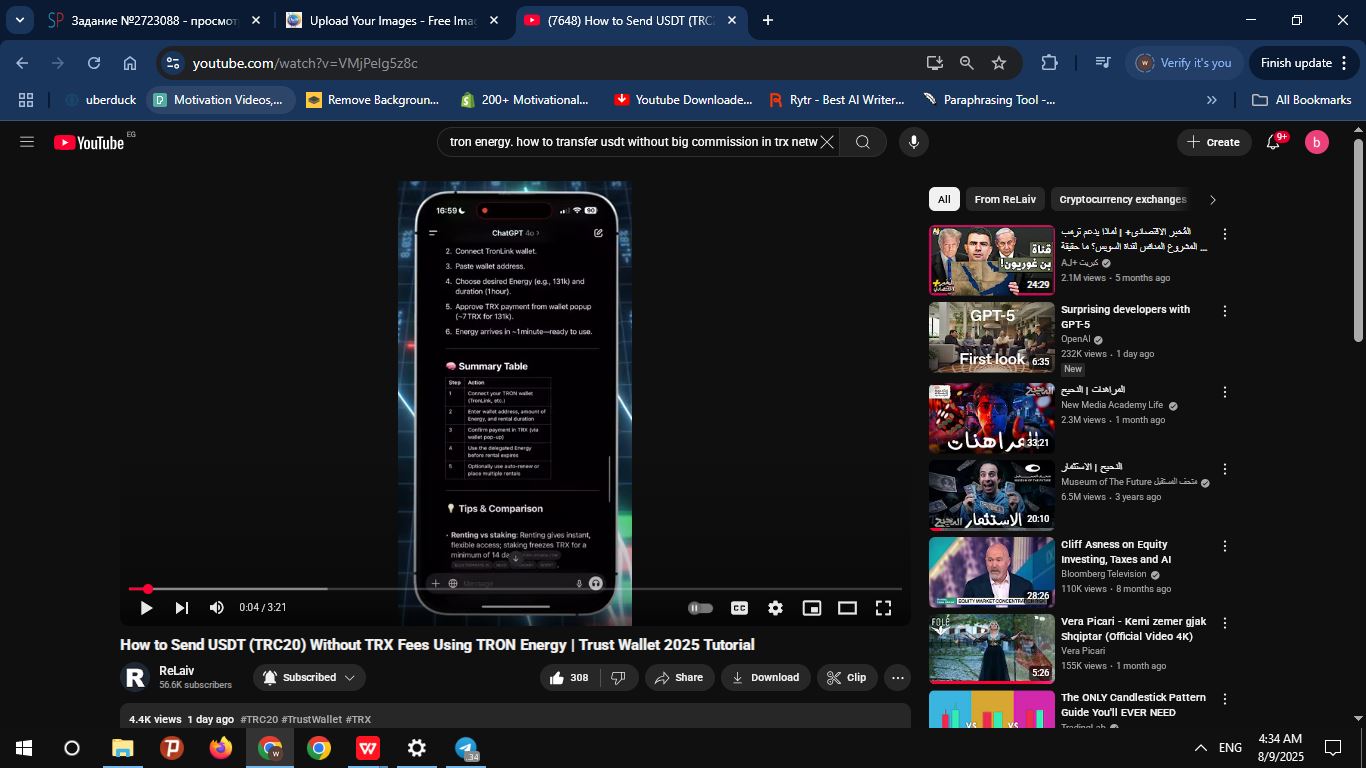 Задание №2723088 - просмот
Upload Your Images - Free Ima
(7648) How to Send USDT (TRC
youtube.com/watch?v=VMjPelg5z8c
Verify it's you
Finish update
uberduck
Motivation Videos,...
Remove Backgroun...
200+ Motivational...
Youtube Downloade...
Rytr - Best AI Writer...
Paraphrasing Tool -...
All Bookmarks
YouTube EG
tron energy. how to transfer usdt without big commission in trx netw
Create
9+
b
16:59
90
ChatGPT 4o >
2. Connect TronLink wallet.
3. Paste wallet address.
4. Choose desired Energy (e.g., 131k) and
duration (1 hour).
5. Approve TRX payment from wallet popup
(~7 TRX for 131k).
6. Energy arrives in ~1 minute—ready to use.
Summary Table
Step Action
1 Connect your TRON wallet
(TronLink, etc.)
2 Enter wallet address, amount of
Energy, and rental duration
3 Confirm payment in TRX (via
wallet pop-up)
4 Use the delegated Energy
before rental expires
5 Optionally use auto-renew or
place multiple rentals
Tips & Comparison
• Renting vs staking: Renting gives instant,
flexible access; staking freezes TRX for a
minimum of 14 da
Message
0:04 / 3:21
CC
How to Send USDT (TRC20) Without TRX Fees Using TRON Energy | Trust Wallet 2025 Tutorial
R
ReLaiv
56.6K subscribers
Subscribed
308
Share
Download
Clip
4.4K views 1 day ago #TRC20 #TrustWallet #TRX
All
From ReLaiv
Cryptocurrency exchanges
قناة
بن غوريون!
24:29
المُخبر الاقتصادي+ | لماذا يدعم ترمب
المشروع المنافس لقناة السويس؟ ما حقيقة ...
AJ+ كبريت
2.1M views • 5 months ago
GPT-5
First look
6:35
Surprising developers with
GPT-5
OpenAI
232K views • 1 day ago
New
المراهنات
33:21
المراهنات | الدحيح
New Media Academy Life
2.3M views • 1 month ago
الاستثمار
20:10
الدحيح | الاستثمار
Museum of The Future متحف المستقبل
6.5M views • 3 years ago
EQUITY MARKET CONCENTRATION
28:26
Cliff Asness on Equity
Investing, Taxes and AI
Bloomberg Television
110K views • 8 months ago
FOLE
5:26
Vera Picari - Kemi zemer gjak
Shqiptar (Official Video 4K)
Vera Picari
155K views • 1 month ago
VS VS
The ONLY Candlestick Pattern
Guide You'll EVER NEED
TradingLab
34
ENG
4:34 AM
8/9/2025